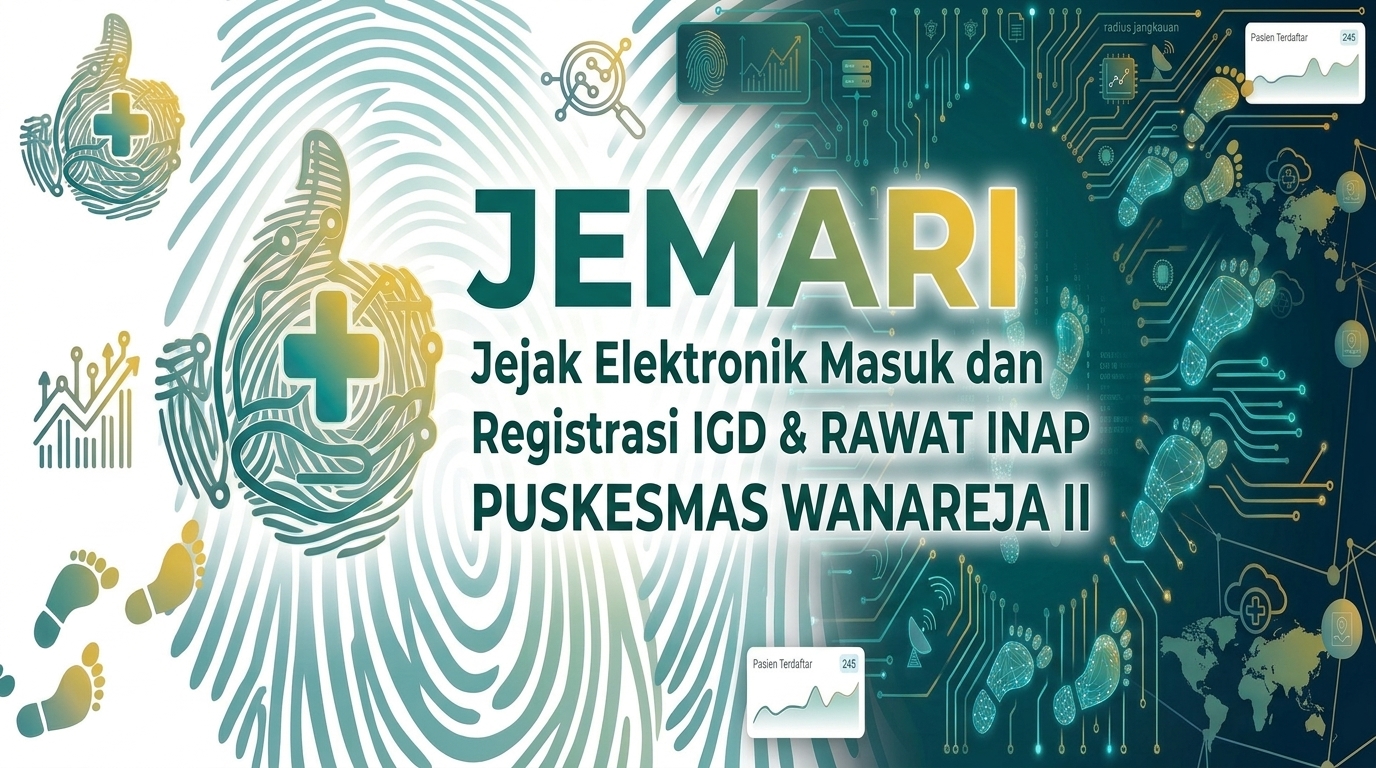 radius jangkauan
Pasien Terdaftar 245
JEMARI
Jejak Elektronik Masuk dan
Registrasi IGD & RAWAT INAP
PUSKESMAS WANAREJA II
Pasien Terdaftar 245